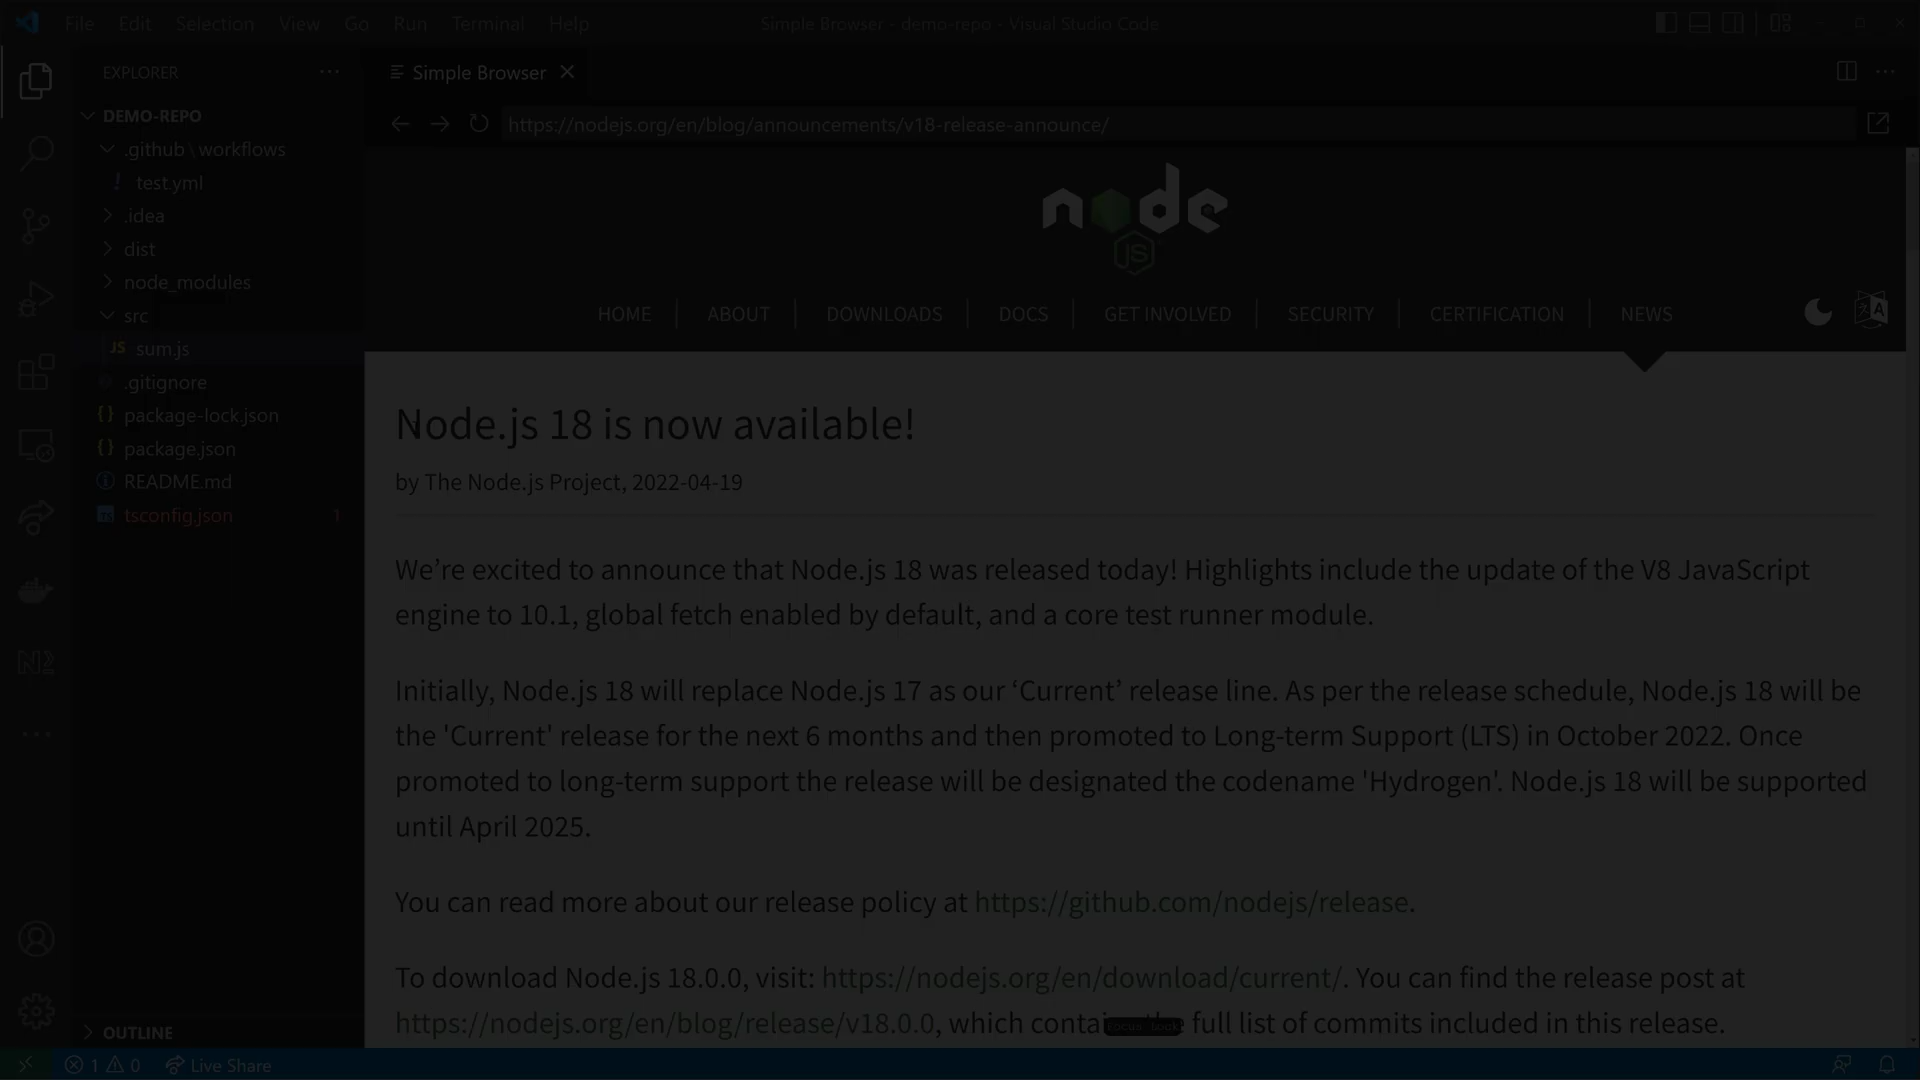 File Edit Selection View Go Run Terminal Help
Simple Browser - demo-repo - Visual Studio Code
EXPLORER
DEMO-REPO
.github \ workflows
! test.yml
.idea
dist
node_modules
src
JS sum.js
.gitignore
{} package-lock.json
{} package.json
README.md
TS tsconfig.json 1
OUTLINE
Simple Browser
https://nodejs.org/en/blog/announcements/v18-release-announce/
node
JS
HOME ABOUT DOWNLOADS DOCS GET INVOLVED SECURITY CERTIFICATION NEWS
Node.js 18 is now available!
by The Node.js Project, 2022-04-19
We’re excited to announce that Node.js 18 was released today! Highlights include the update of the V8 JavaScript
engine to 10.1, global fetch enabled by default, and a core test runner module.
Initially, Node.js 18 will replace Node.js 17 as our ‘Current’ release line. As per the release schedule, Node.js 18 will be
the 'Current' release for the next 6 months and then promoted to Long-term Support (LTS) in October 2022. Once
promoted to long-term support the release will be designated the codename 'Hydrogen'. Node.js 18 will be supported
until April 2025.
You can read more about our release policy at https://github.com/nodejs/release.
To download Node.js 18.0.0, visit: https://nodejs.org/en/download/current/. You can find the release post at
https://nodejs.org/en/blog/release/v18.0.0, which full list of commits included in this release.
1 0 Live Share